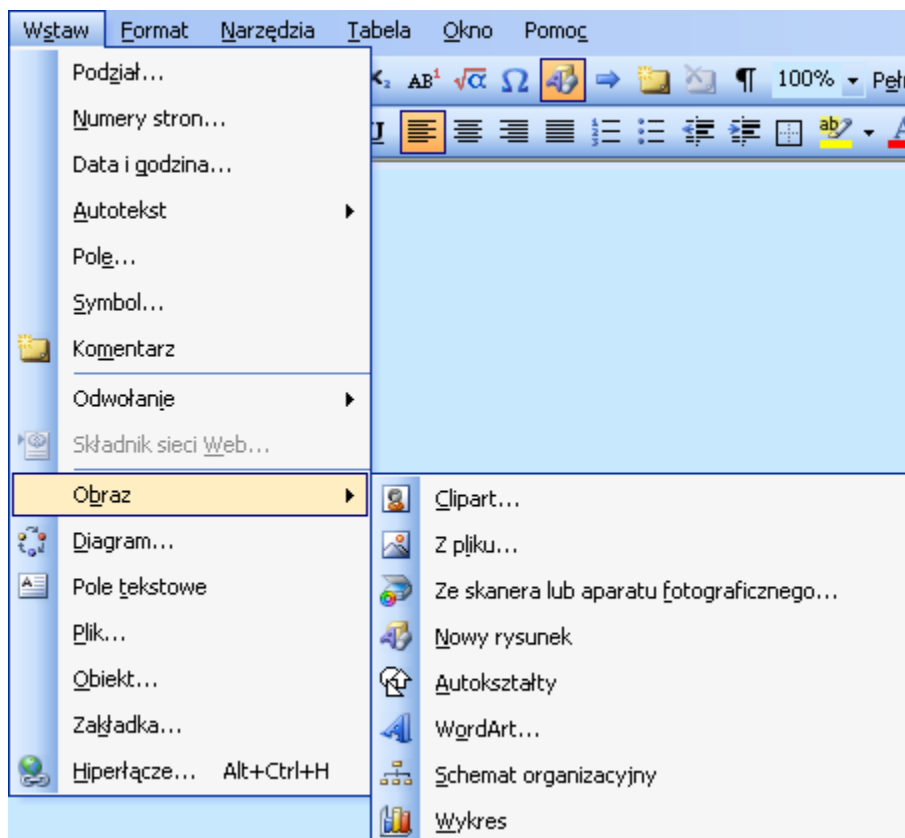 Wstaw Format Narzędzia Tabela Okno Pomoc
AB¹ √α Ω ¶ 100%
Podział...
Numery stron...
Data i godzina...
Autotekst
Pole...
Symbol...
Komentarz
Odwołanie
Składnik sieci Web...
Obraz
Diagram...
Pole tekstowe
Plik...
Obiekt...
Zakładka...
Hiperłącze... Alt+Ctrl+H
Clipart...
Z pliku...
Ze skanera lub aparatu fotograficznego...
Nowy rysunek
Autokształty
WordArt...
Schemat organizacyjny
Wykres